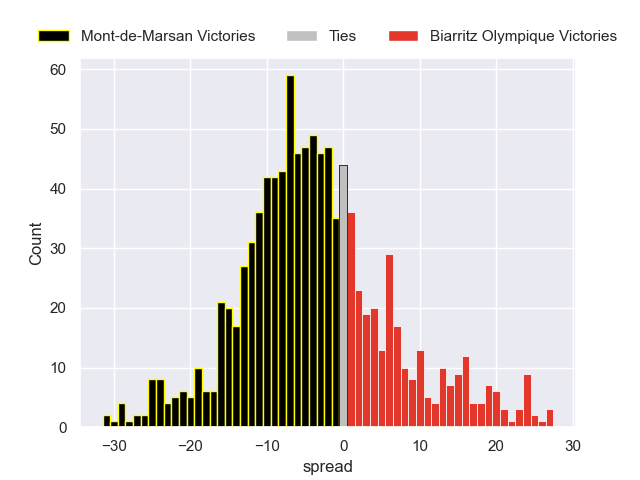 Mont-de-Marsan Victories Ties Biarritz Olympique Victories
60
50
40
30
20
10
0
Count
−30 −20 −10 0 10 20 30
spread